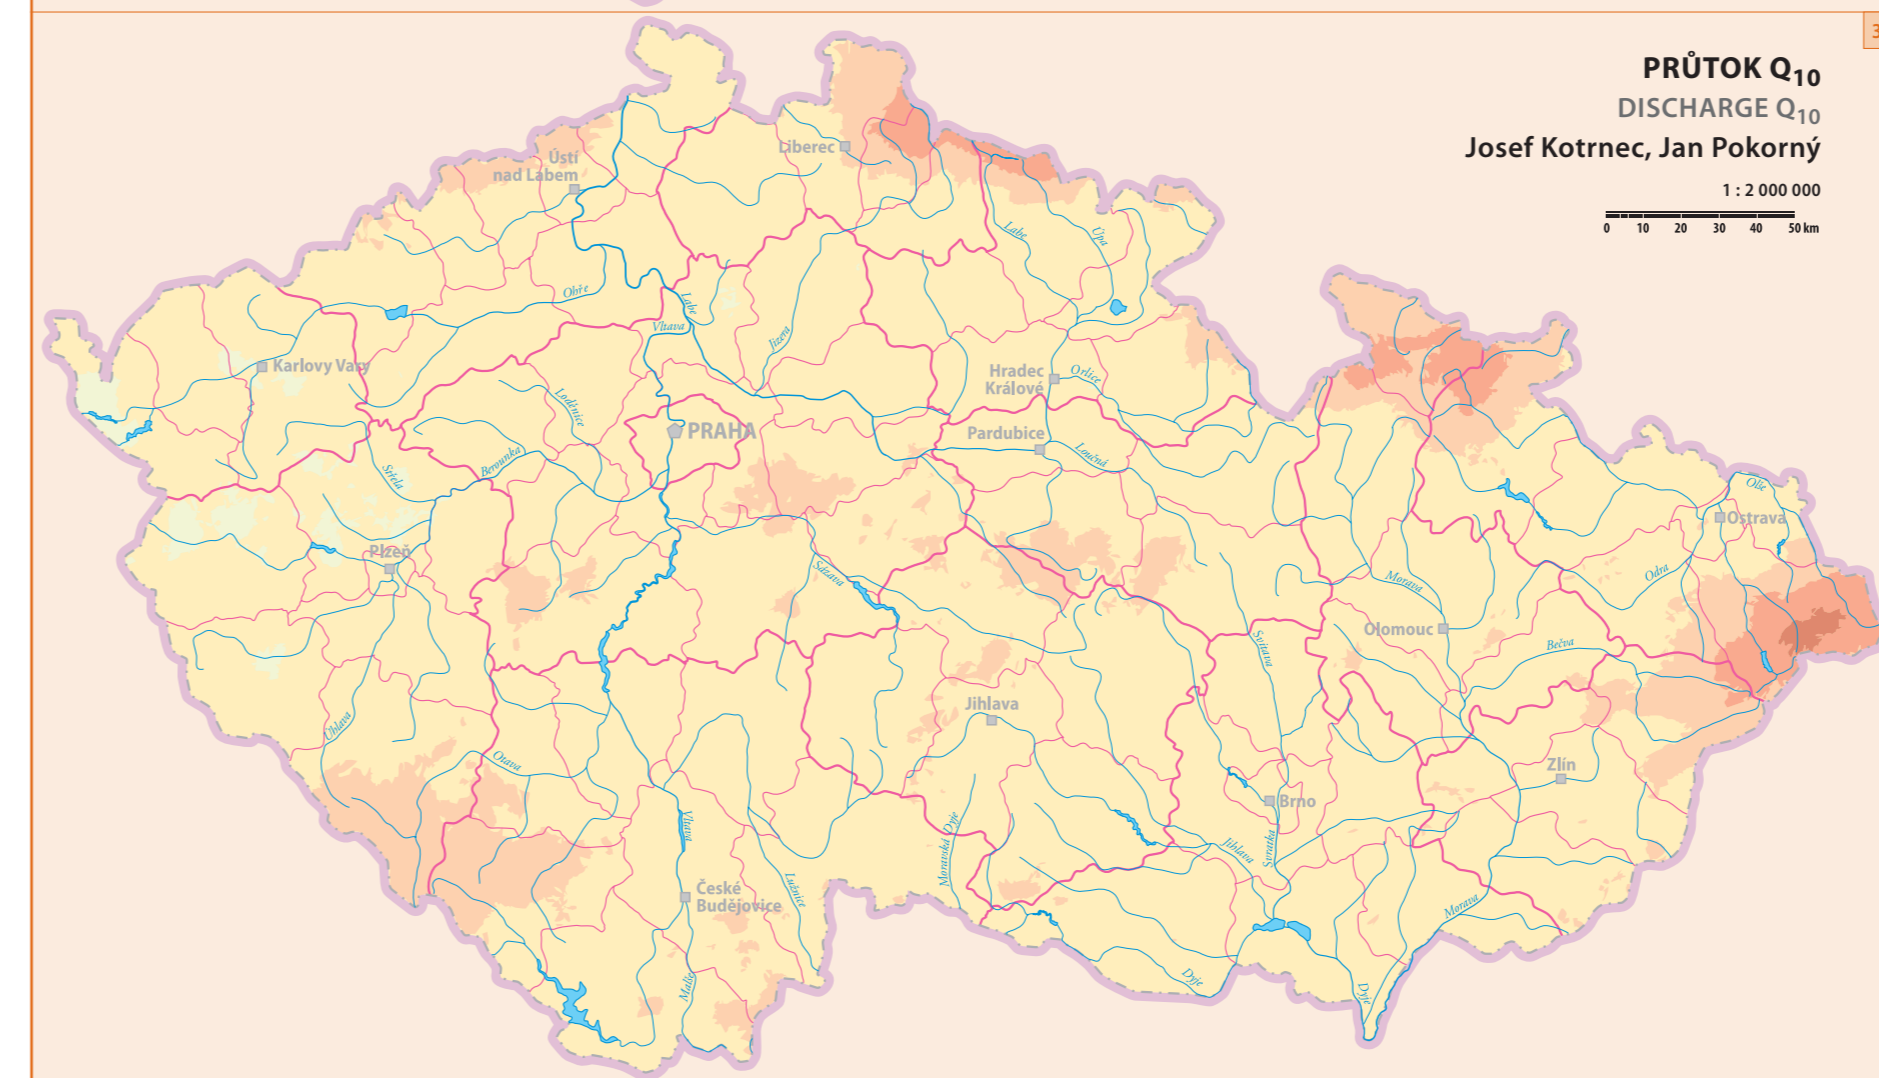 3
PRŮTOK Q10
DISCHARGE Q10
Josef Kotrnec, Jan Pokorný
1 : 2 000 000
0 10 20 30 40 50 km
Ústí
nad Labem
Liberec
Labe
Úpa
Ohře
Labe
Vltava
Jizera
Karlovy Vary
Hradec
Králové
Orlice
Loděnice
PRAHA
Pardubice
Loučná
Berounka
Střela
Olše
Ostrava
Plzeň
Sázava
Morava
Odra
Olomouc
Svitava
Bečva
Jihlava
Úhlava
Otava
Zlín
Brno
Vltava
Moravská Dyje
Jihlava
Svratka
České
Budějovice
Lužnice
Morava
Malše
Dyje
Dyje